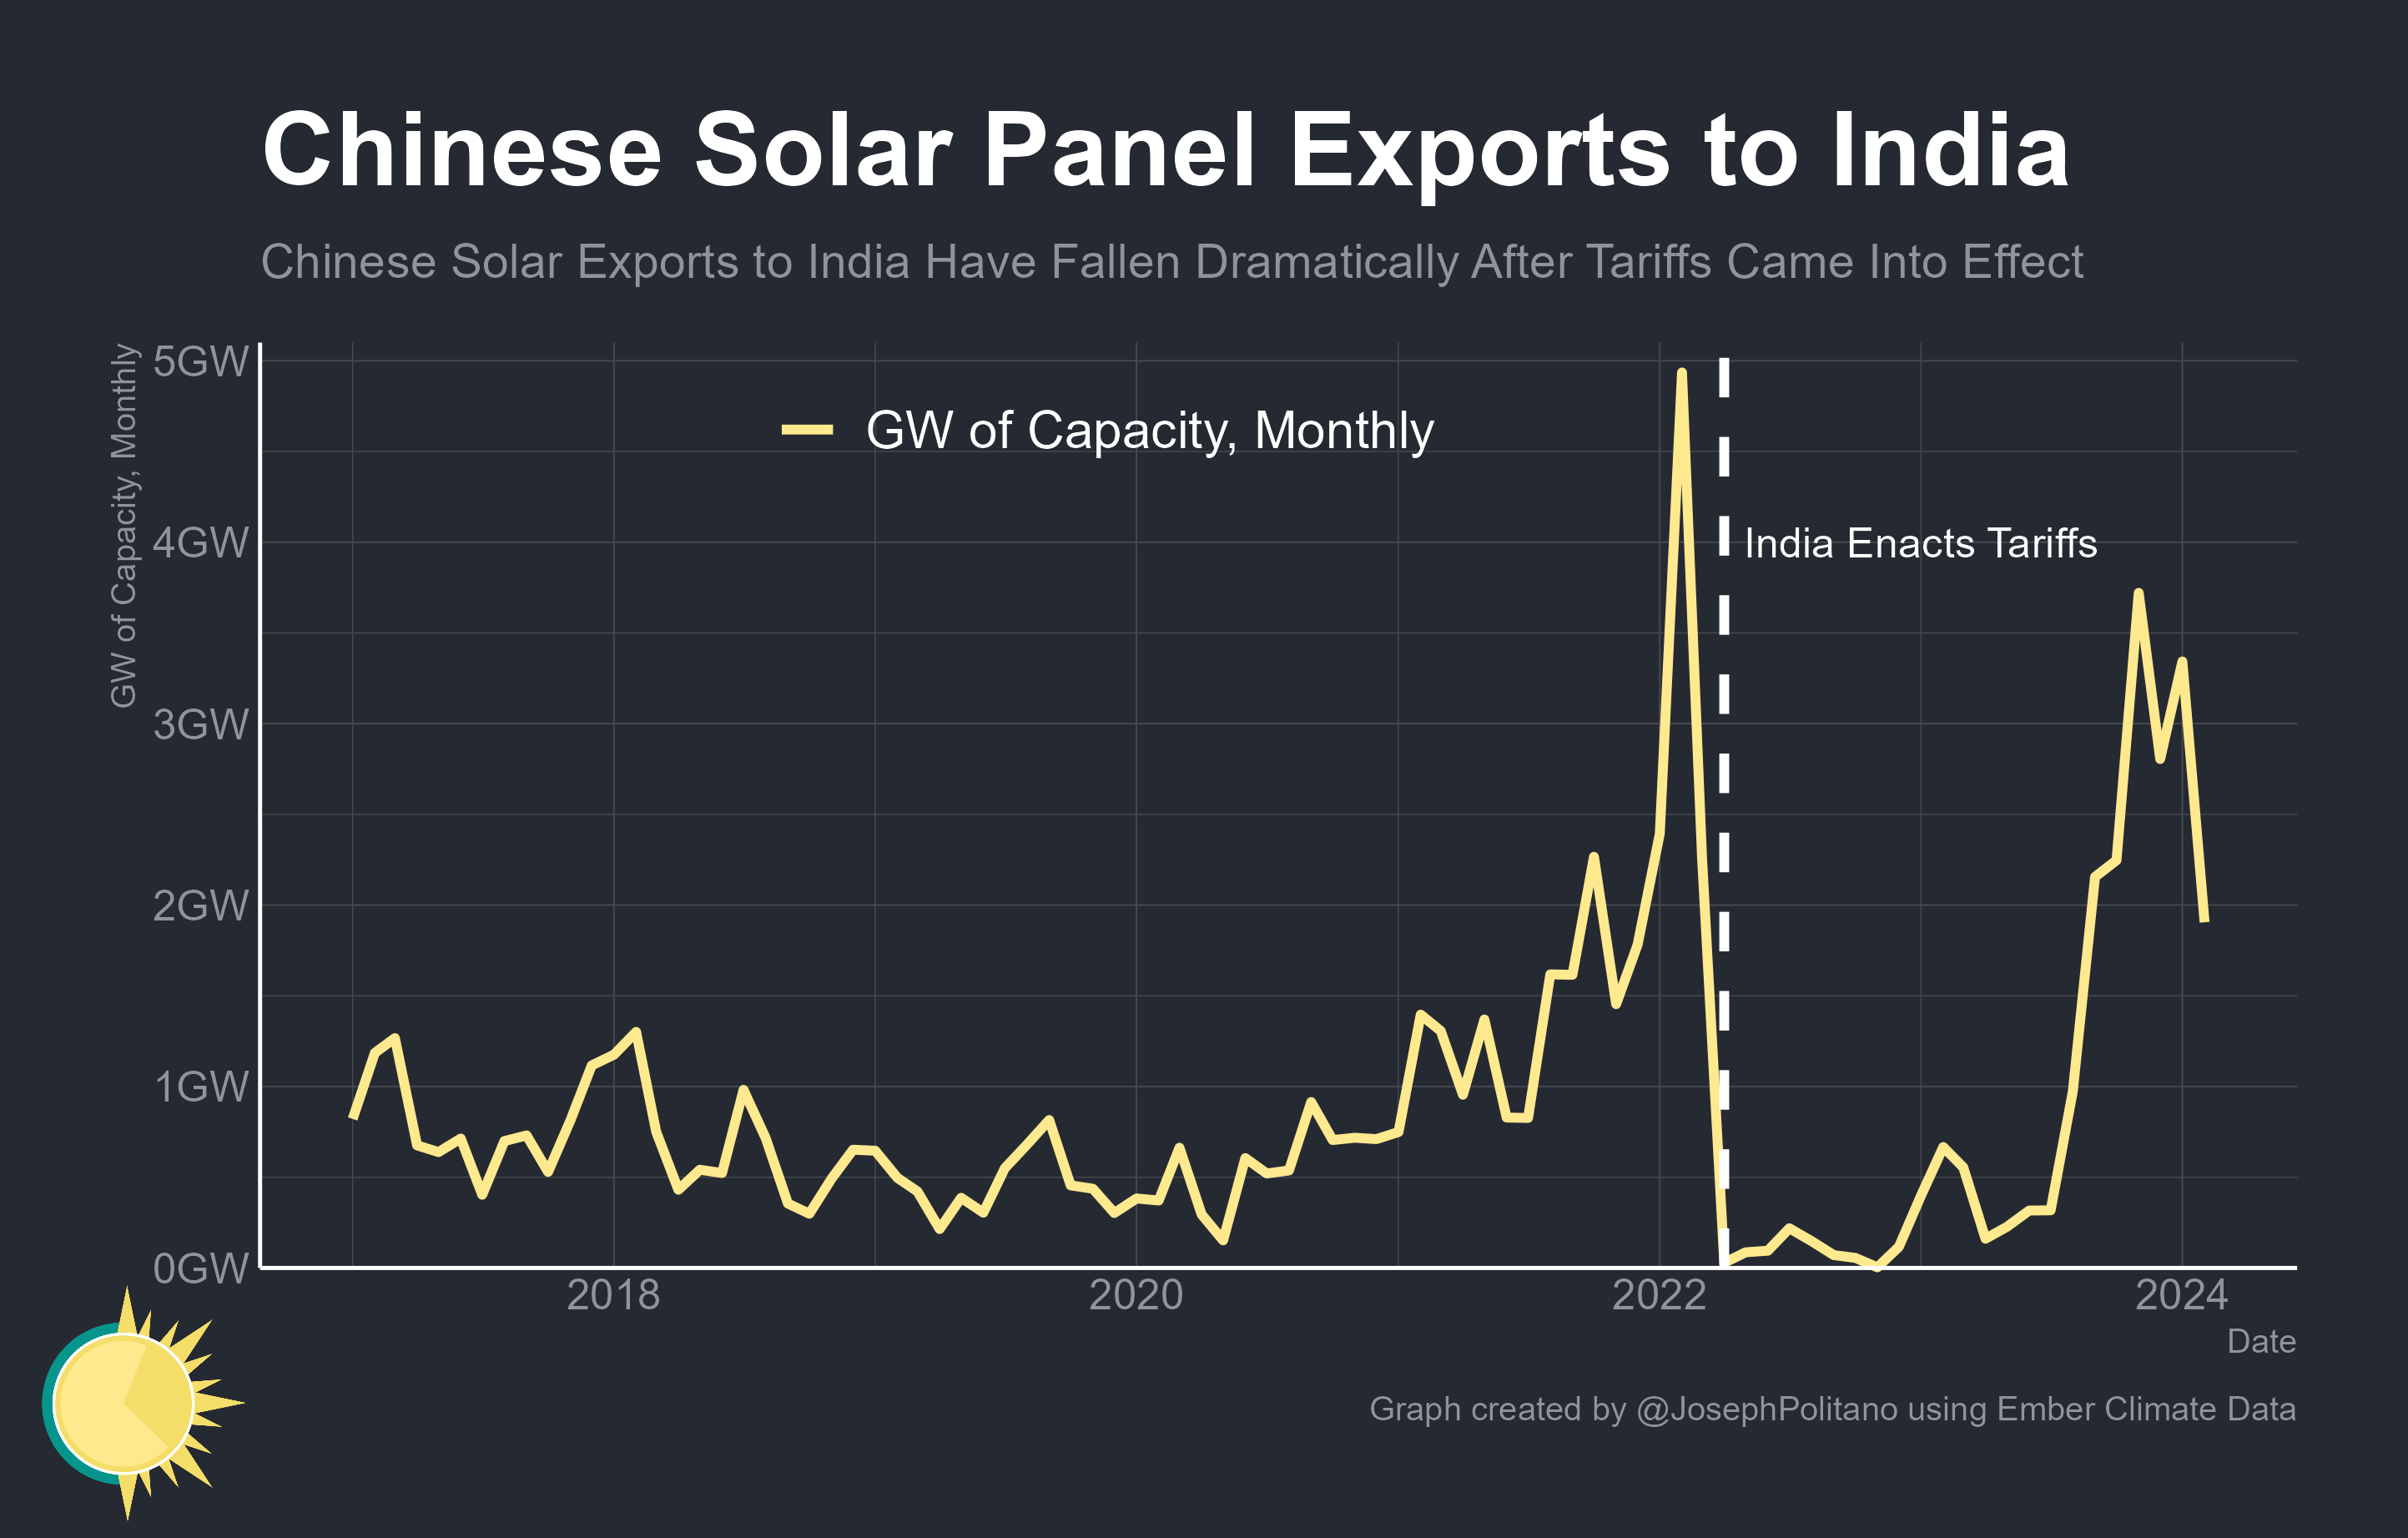 Chinese Solar Panel Exports to India
Chinese Solar Exports to India Have Fallen Dramatically After Tariffs Came Into Effect
GW of Capacity, Monthly
5GW
4GW
3GW
2GW
1GW
0GW
GW of Capacity, Monthly
India Enacts Tariffs
2018
2020
2022
2024
Date
Graph created by @JosephPolitano using Ember Climate Data